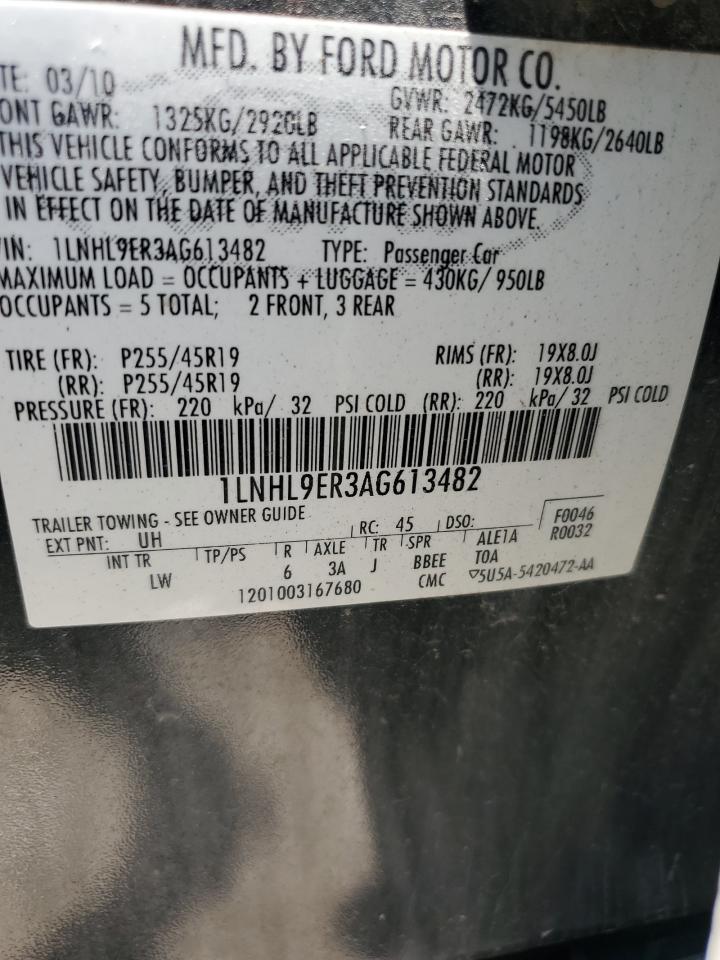 MFD. BY FORD MOTOR CO.
TE: 03/10 GVWR: 2472KG/5450LB
ONT GAWR: 1325KG/2920LB REAR GAWR: 1198KG/2640LB
THIS VEHICLE CONFORMS TO ALL APPLICABLE FEDERAL MOTOR
VEHICLE SAFETY, BUMPER, AND THEFT PREVENTION STANDARDS
IN EFFECT ON THE DATE OF MANUFACTURE SHOWN ABOVE.
VIN: 1LNHL9ER3AG613482 TYPE: Passenger Car
MAXIMUM LOAD = OCCUPANTS + LUGGAGE = 430KG/ 950LB
OCCUPANTS = 5 TOTAL; 2 FRONT, 3 REAR
TIRE (FR): P255/45R19 RIMS (FR): 19X8.0J
(RR): P255/45R19 (RR): 19X8.0J
PRESSURE (FR): 220 kPa/ 32 PSI COLD (RR): 220 kPa/ 32 PSI COLD
1LNHL9ER3AG613482
TRAILER TOWING - SEE OWNER GUIDE
EXT PNT: UH RC: 45 DSO: F0046
R0032
INT TR TP/PS R AXLE TR SPR ALE1A
LW 6 3A J BBEE TOA
1201003167680 CMC ▽5U5A-5420472-AA